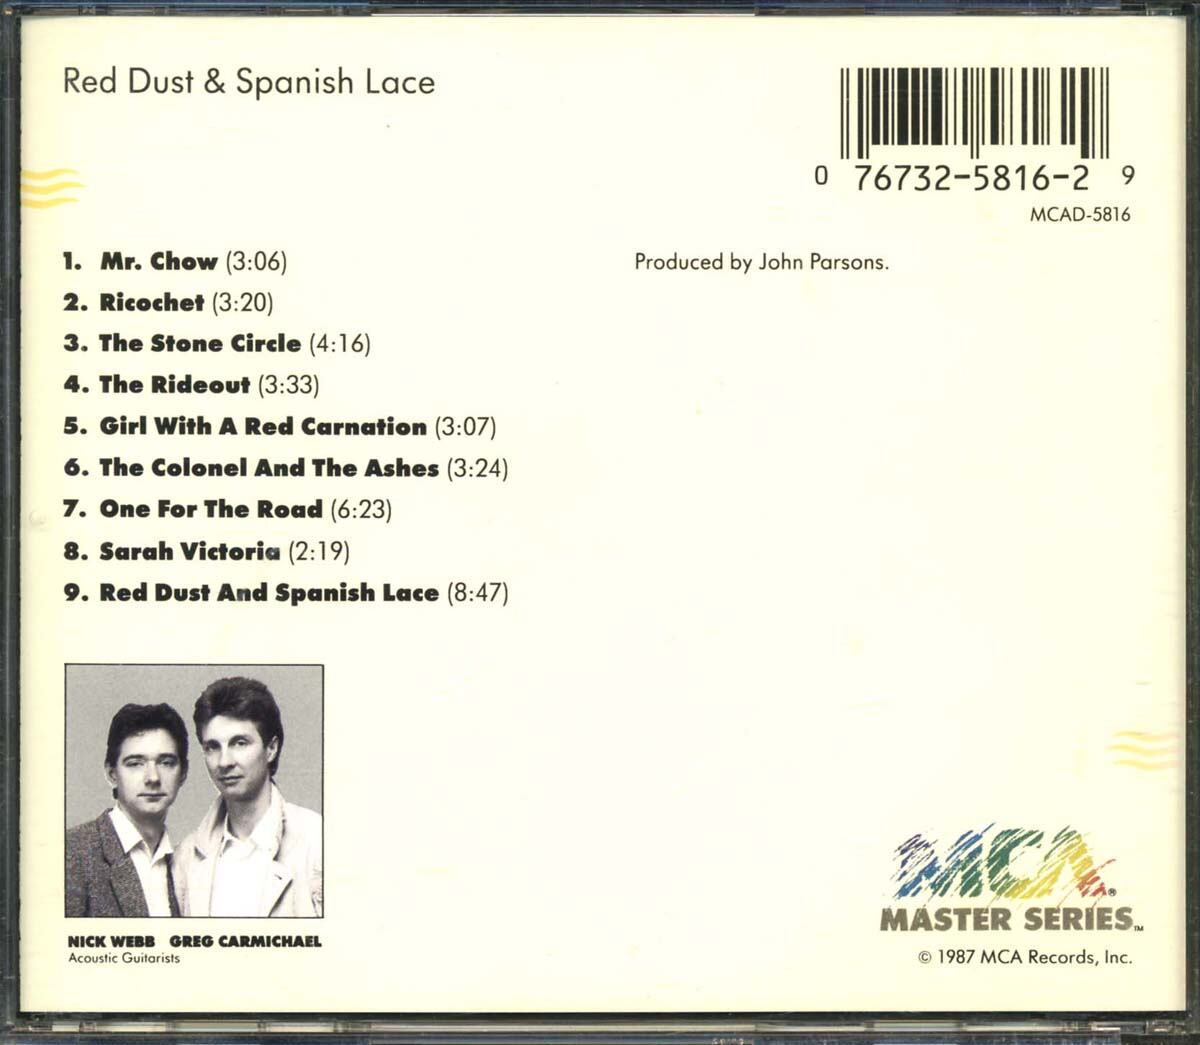 Red Dust & Spanish Lace
0 76732-5816-2 9
MCAD-5816
1. Mr. Chow (3:06)
2. Ricochet (3:20)
3. The Stone Circle (4:16)
4. The Rideout (3:33)
5. Girl With A Red Carnation (3:07)
6. The Colonel And The Ashes (3:24)
7. One For The Road (6:23)
8. Sarah Victoria (2:19)
9. Red Dust And Spanish Lace (8:47)
Produced by John Parsons.
NICK WEBB GREG CARMICHAEL
Acoustic Guitarists
MCA®
MASTER SERIES™
© 1987 MCA Records, Inc.